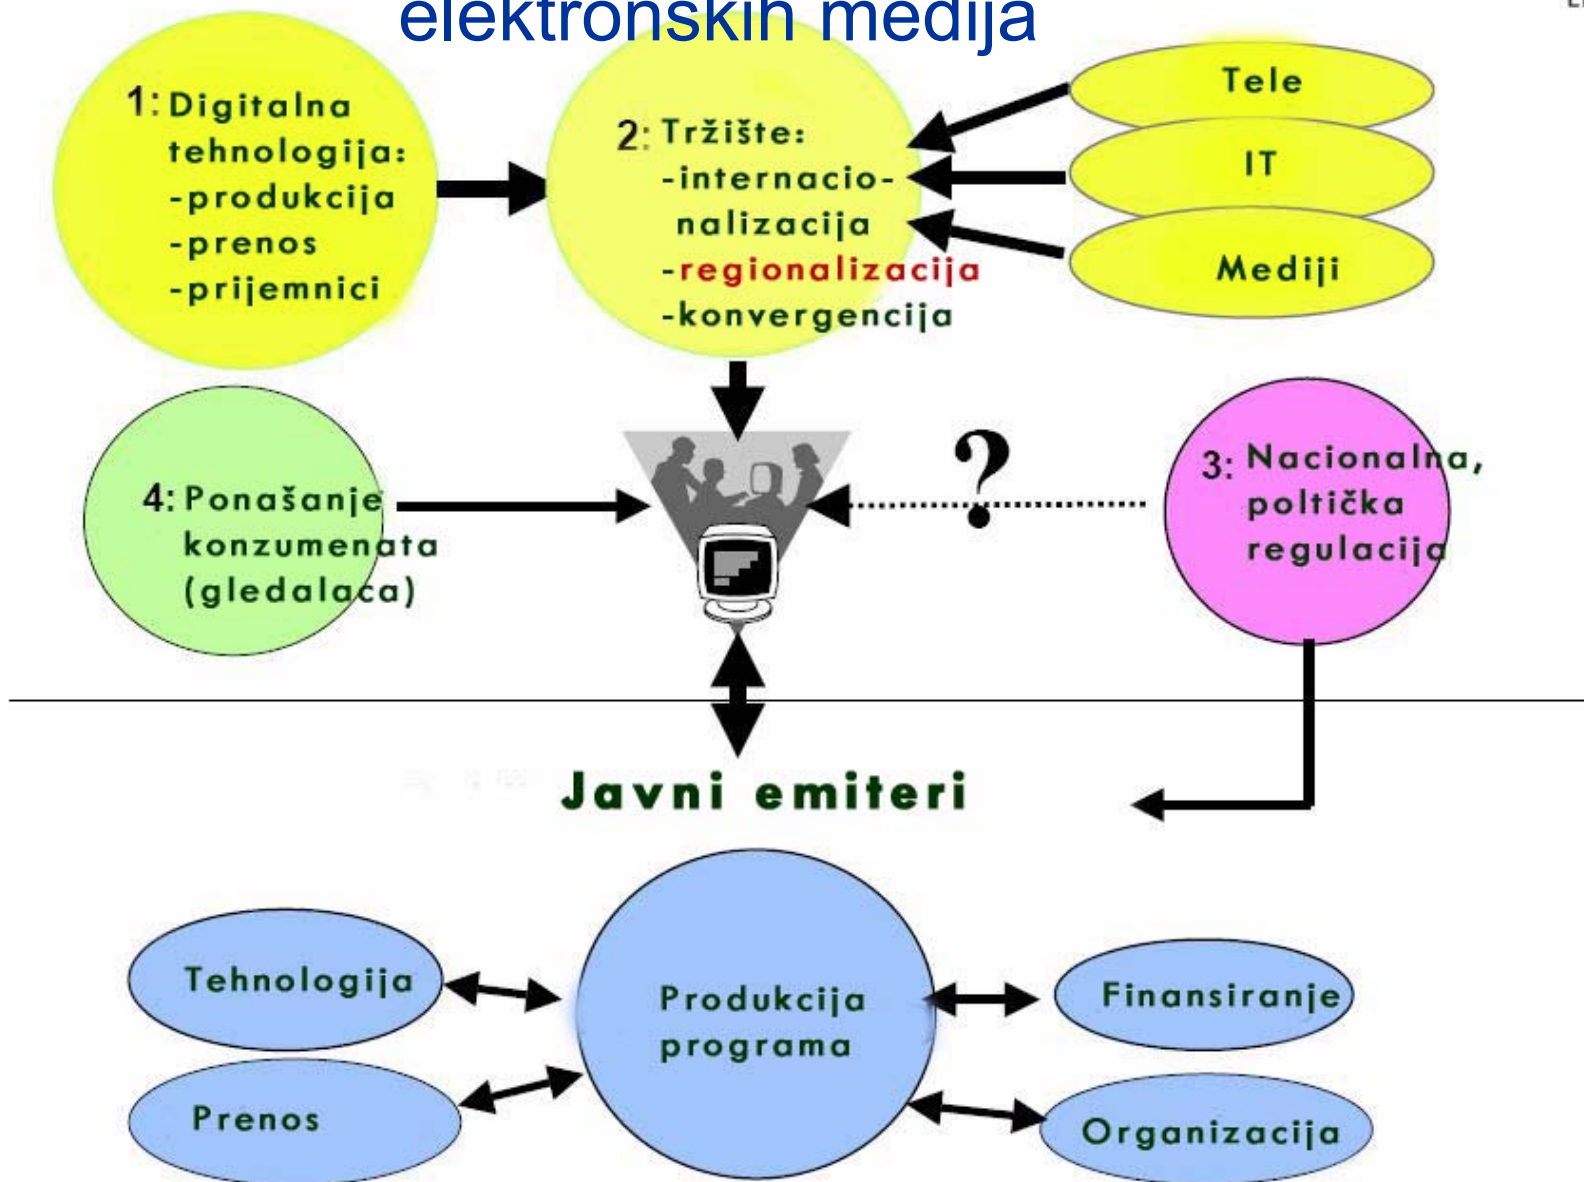 elektronskih medija
1: Digitalna
tehnologija:
-produkcija
-prenos
-prijemnici
2: Tržište:
-internacio-
nalizacija
-regionalizacija
-konvergencija
Tele
IT
Mediji
4: Ponašanje
konzumenata
(gledalaca)
?
3: Nacionalna,
poltička
regulacija
Javni emiteri
Tehnologija
Prenos
Produkcija
programa
Finansiranje
Organizacija